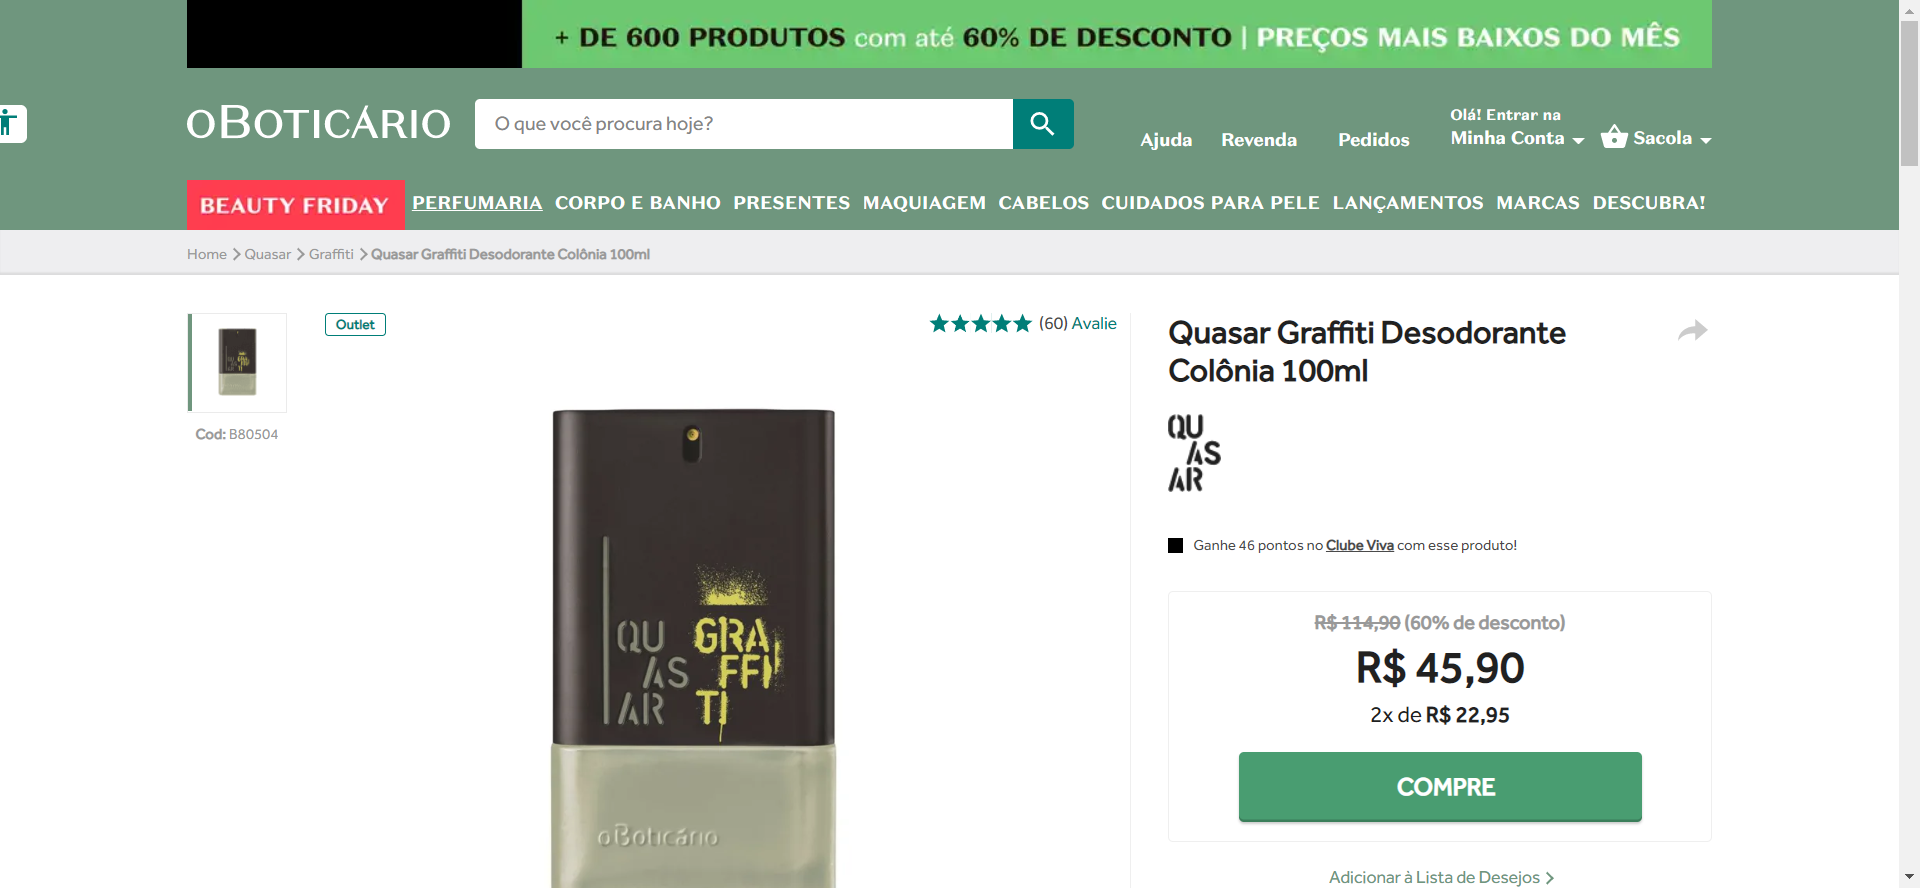 + DE 600 PRODUTOS com até 60% DE DESCONTO | PREÇOS MAIS BAIXOS DO MÊS
oBOTICÁRIO
O que você procura hoje?
Ajuda
Revenda
Pedidos
Olá! Entrar na
Minha Conta
Sacola
BEAUTY FRIDAY
PERFUMARIA
CORPO E BANHO
PRESENTES
MAQUIAGEM
CABELOS
CUIDADOS PARA PELE
LANÇAMENTOS
MARCAS
DESCUBRA!
Home > Quasar > Graffiti > Quasar Graffiti Desodorante Colônia 100ml
Cod: B80504
Outlet
(60) Avalie
QU
AS
AR
GRA
FFI
TI
oBoticário
Quasar Graffiti Desodorante
Colônia 100ml
QU
AS
AR
Ganhe 46 pontos no Clube Viva com esse produto!
R$ 114,90 (60% de desconto)
R$ 45,90
2x de R$ 22,95
COMPRE
Adicionar à Lista de Desejos >